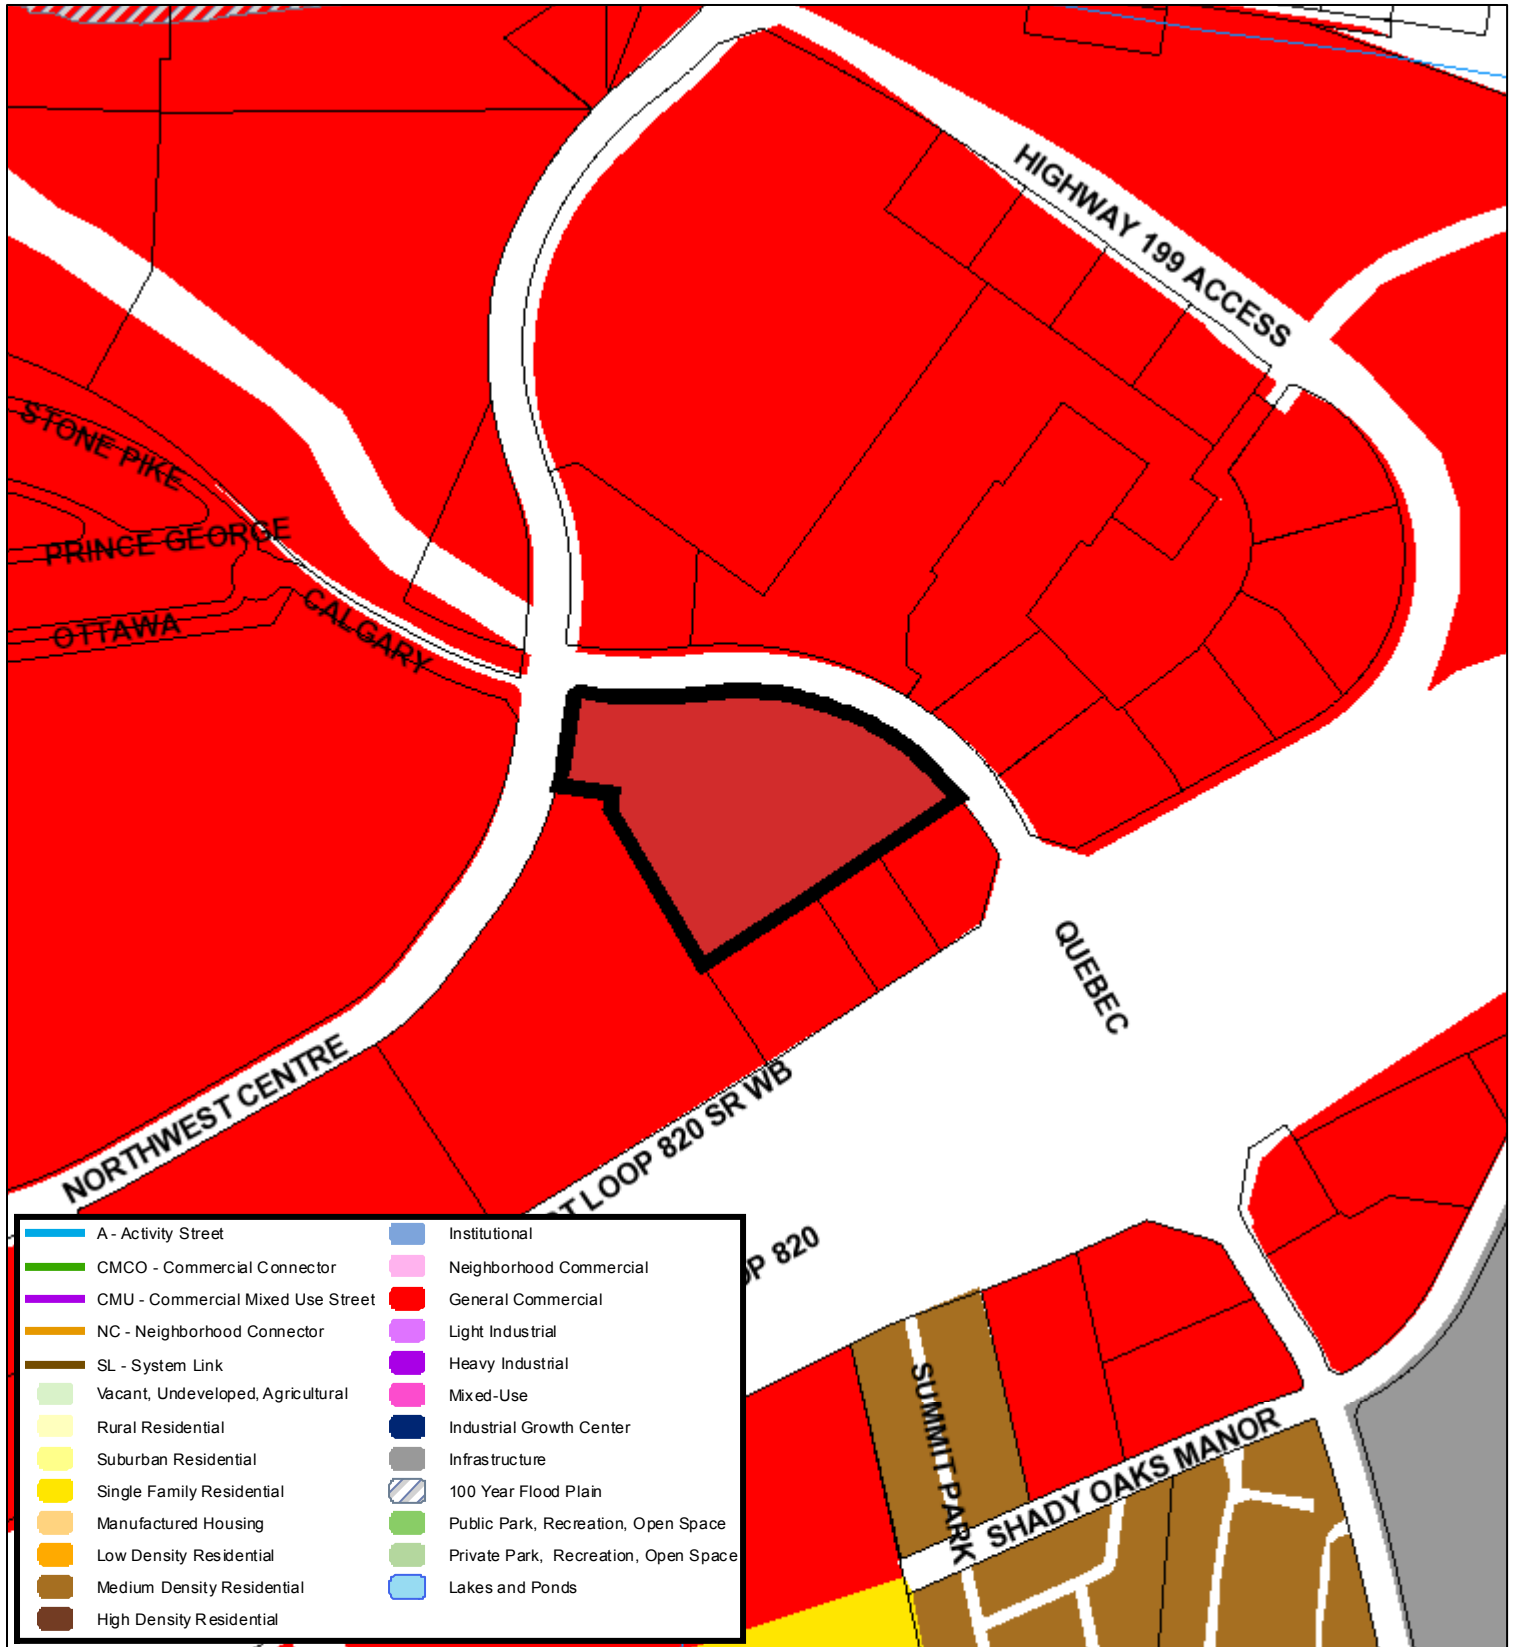 HIGHWAY 199 ACCESS
STONE PIKE
PRINCE GEORGE
OTTAWA
CALGARY
QUEBEC
NORTHWEST CENTRE
LOOP 820 SR WB
820
SUMMIT PARK
SHADY OAKS MANOR
A - Activity Street
CMCO - Commercial Connector
CMU - Commercial Mixed Use Street
NC - Neighborhood Connector
SL - System Link
Vacant, Undeveloped, Agricultural
Rural Residential
Suburban Residential
Single Family Residential
Manufactured Housing
Low Density Residential
Medium Density Residential
High Density Residential
Institutional
Neighborhood Commercial
General Commercial
Light Industrial
Heavy Industrial
Mixed-Use
Industrial Growth Center
Infrastructure
100 Year Flood Plain
Public Park, Recreation, Open Space
Private Park, Recreation, Open Space
Lakes and Ponds